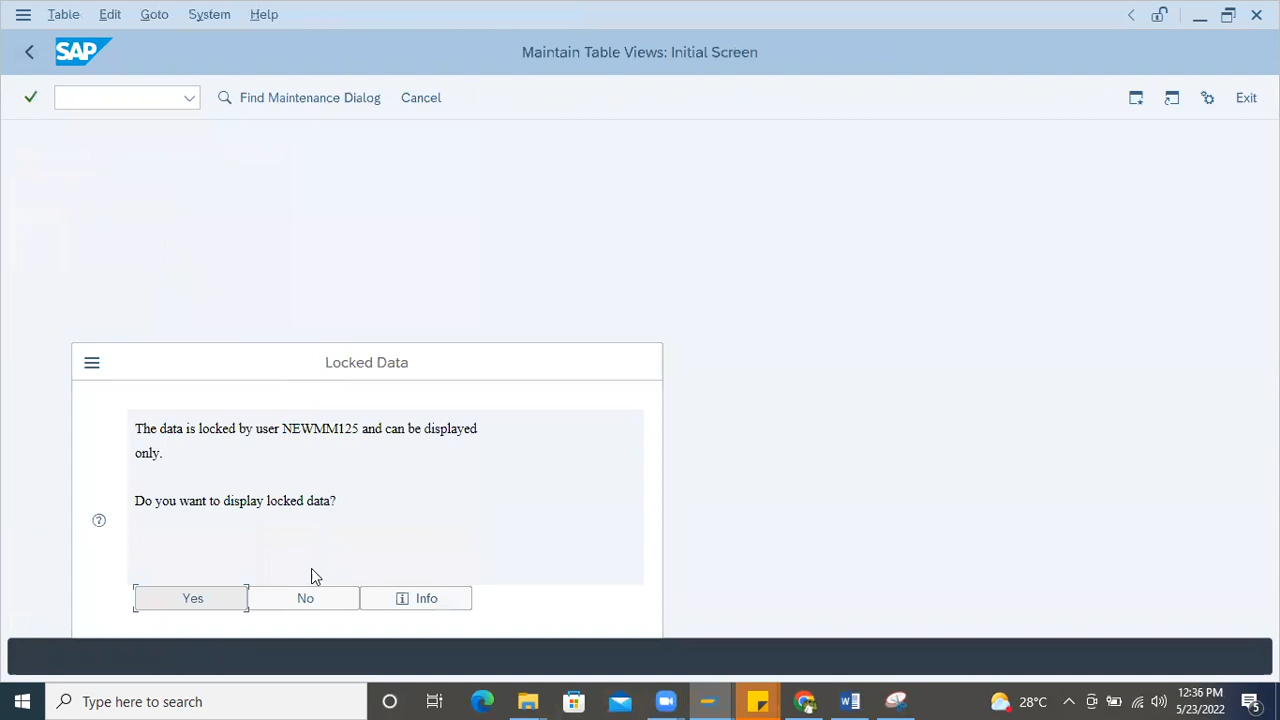 Table Edit Goto System Help
SAP
Maintain Table Views: Initial Screen
Find Maintenance Dialog Cancel Exit
Locked Data
The data is locked by user NEWMM125 and can be displayed
only.
Do you want to display locked data?
Yes No Info
Type here to search
28°C
12:36 PM
5/23/2022
5